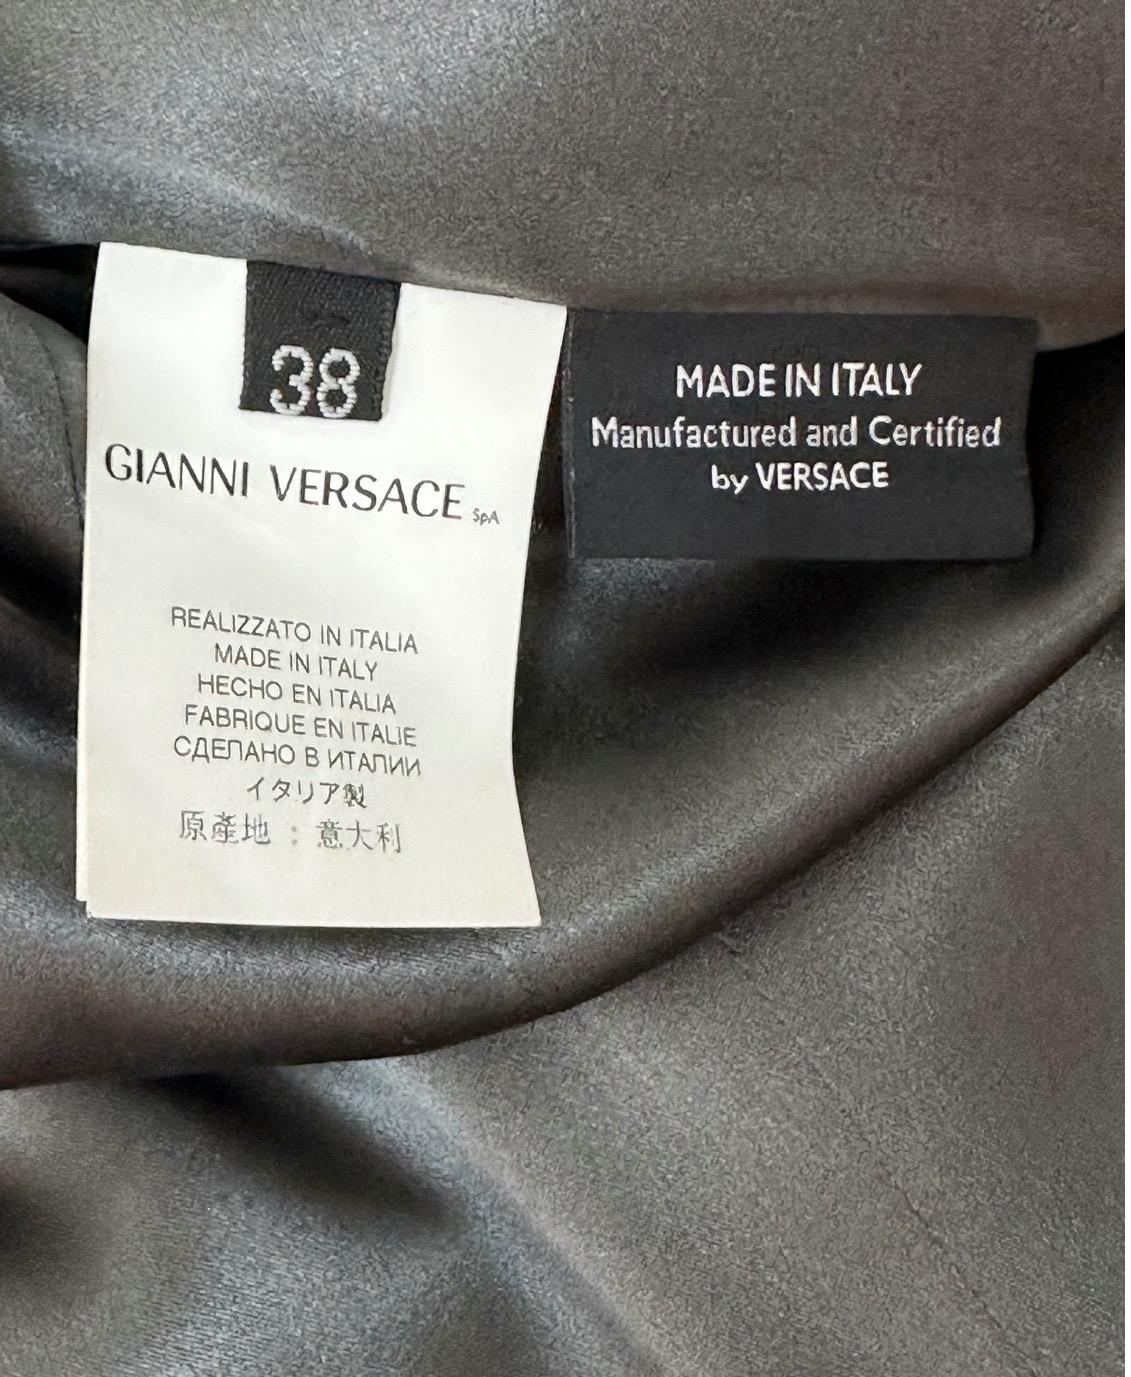 38
GIANNI VERSACE SpA
REALIZZATO IN ITALIA
MADE IN ITALY
HECHO EN ITALIA
FABRIQUE EN ITALIE
СДЕЛАНО В ИТАЛИИ
イタリア製
原產地 : 意大利
MADE IN ITALY
Manufactured and Certified
by VERSACE